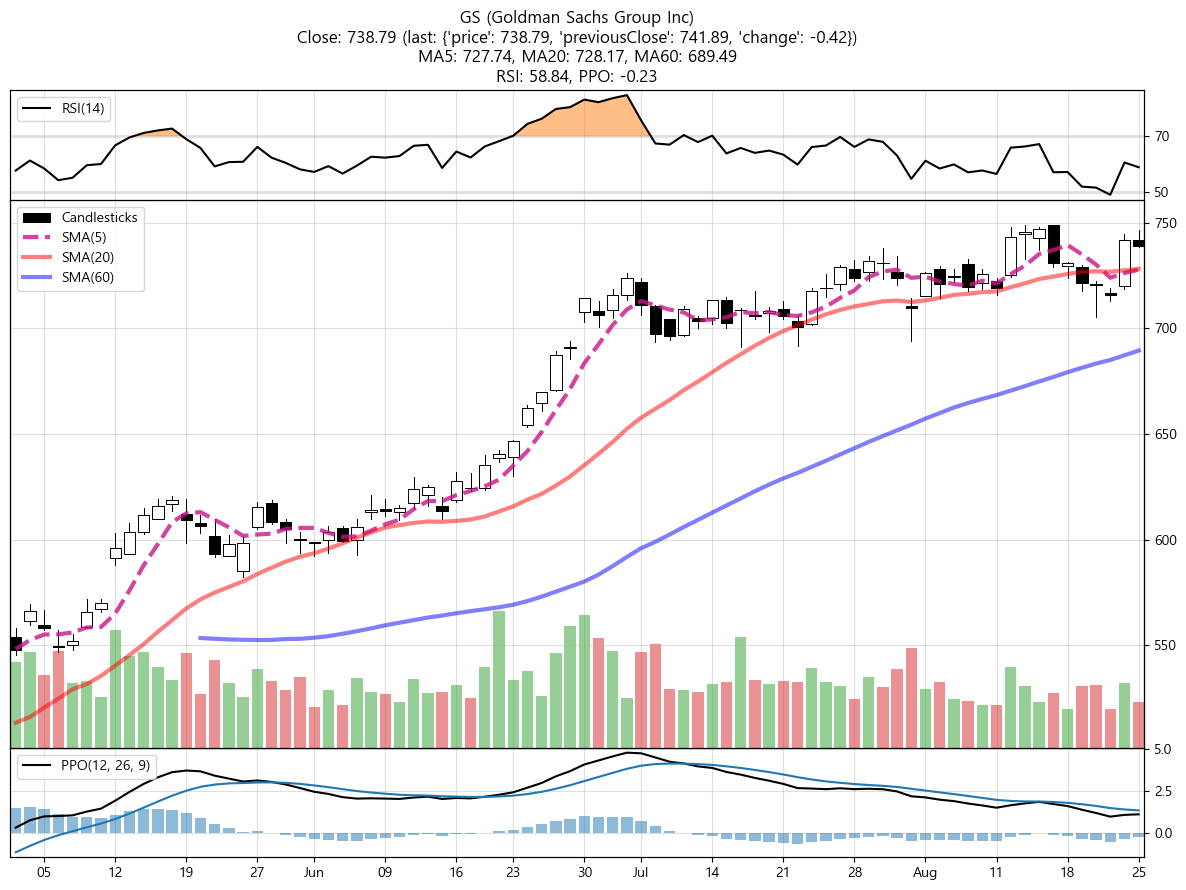 GS (Goldman Sachs Group Inc)
Close: 738.79 (last: {'price': 738.79, 'previousClose': 741.89, 'change': -0.42})
MA5: 727.74, MA20: 728.17, MA60: 689.49
RSI: 58.84, PPO: -0.23
RSI(14)
70
50
Candlesticks
SMA(5)
SMA(20)
SMA(60)
750
700
650
600
550
PPO(12, 26, 9)
5.0
2.5
0.0
05 12 19 27 Jun 09 16 23 Jul 14 21 28 Aug 11 18 25